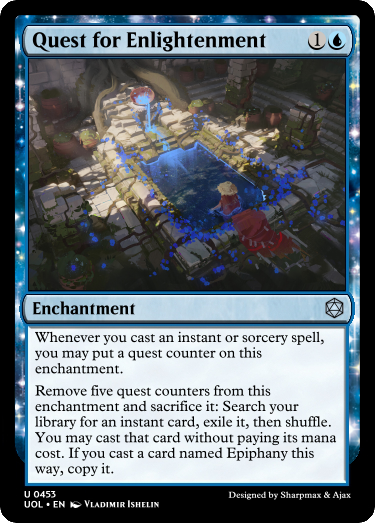 Quest for Enlightenment 1
Enchantment
Whenever you cast an instant or sorcery spell,
you may put a quest counter on this
enchantment.
Remove five quest counters from this
enchantment and sacrifice it: Search your
library for an instant card, exile it, then shuffle.
You may cast that card without paying its mana
cost. If you cast a card named Epiphany this
way, copy it.
U 0453
UOL • EN Vladimir Ishelin
Designed by Sharpmax & Ajax